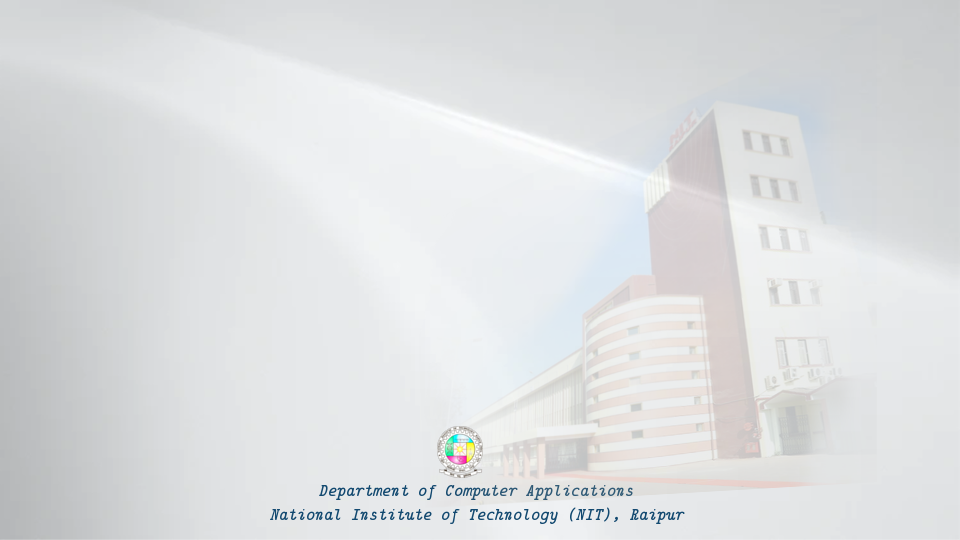 Department of Computer Applications
National Institute of Technology (NIT), Raipur